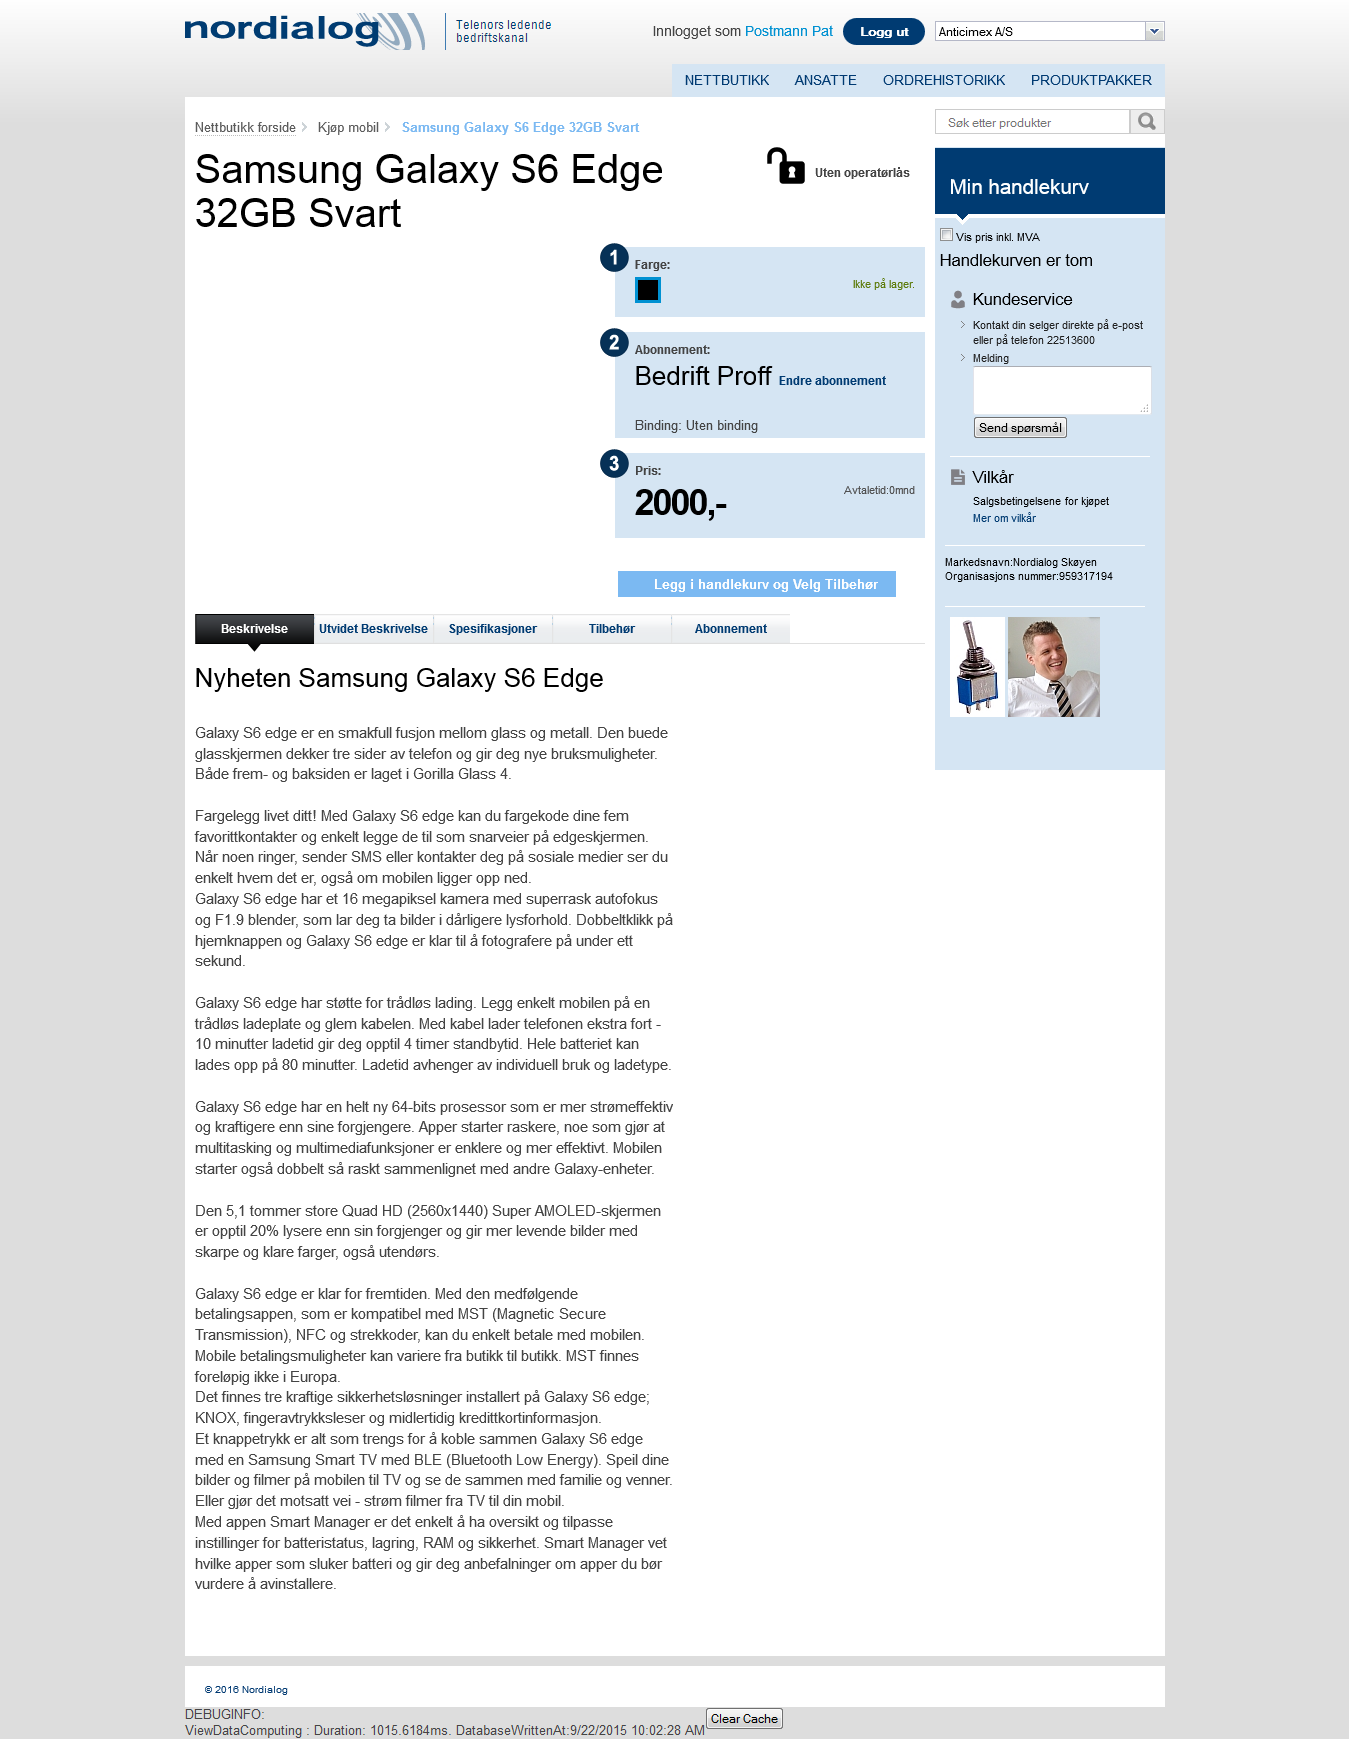 nordialog
Telenors ledende
bedriftskanal
Innlogget som Postmann Pat
Logg ut
Anticimex A/S
NETTBUTIKK ANSATTE ORDREHISTORIKK PRODUKTPAKKER
Nettbutikk forside
Kjøp mobil
Samsung Galaxy S6 Edge 32GB Svart
Samsung Galaxy S6 Edge
32GB Svart
Uten operatørlås
1
Farge:
Ikke på lager.
2
Abonnement:
Bedrift Proff Endre abonnement
Binding: Uten binding
3
Pris:
2000,-
Avtaletid:0mnd
Legg i handlekurv og Velg Tilbehør
Søk etter produkter
Min handlekurv
Vis pris inkl. MVA
Handlekurven er tom
Kundeservice
Kontakt din selger direkte på e-post
eller på telefon 22513600
Melding
Send spørsmål
Vilkår
Salgsbetingelsene for kjøpet
Mer om vilkår
Markedsnavn:Nordialog Skøyen
Organisasjons nummer:959317194
Beskrivelse
Utvidet Beskrivelse
Spesifikasjoner
Tilbehør
Abonnement
Nyheten Samsung Galaxy S6 Edge
Galaxy S6 edge er en smakfull fusjon mellom glass og metall. Den buede
glasskjermen dekker tre sider av telefon og gir deg nye bruksmuligheter.
Både frem- og baksiden er laget i Gorilla Glass 4.
Fargelegg livet ditt! Med Galaxy S6 edge kan du fargekode dine fem
favorittkontakter og enkelt legge de til som snarveier på edgeskjermen.
Når noen ringer, sender SMS eller kontakter deg på sosiale medier ser du
enkelt hvem det er, også om mobilen ligger opp ned.
Galaxy S6 edge har et 16 megapiksel kamera med superrask autofokus
og F1.9 blender, som lar deg ta bilder i dårligere lysforhold. Dobbeltklikk på
hjemknappen og Galaxy S6 edge er klar til å fotografere på under ett
sekund.
Galaxy S6 edge har støtte for trådløs lading. Legg enkelt mobilen på en
trådløs ladeplate og glem kabelen. Med kabel lader telefonen ekstra fort -
10 minutter ladetid gir deg opptil 4 timer standbytid. Hele batteriet kan
lades opp på 80 minutter. Ladetid avhenger av individuell bruk og ladetype.
Galaxy S6 edge har en helt ny 64-bits prosessor som er mer strømeffektiv
og kraftigere enn sine forgjengere. Apper starter raskere, noe som gjør at
multitasking og multimediafunksjoner er enklere og mer effektivt. Mobilen
starter også dobbelt så raskt sammenlignet med andre Galaxy-enheter.
Den 5,1 tommer store Quad HD (2560x1440) Super AMOLED-skjermen
er opptil 20% lysere enn sin forgjenger og gir mer levende bilder med
skarpe og klare farger, også utendørs.
Galaxy S6 edge er klar for fremtiden. Med den medfølgende
betalingsappen, som er kompatibel med MST (Magnetic Secure
Transmission), NFC og strekkoder, kan du enkelt betale med mobilen.
Mobile betalingsmuligheter kan variere fra butikk til butikk. MST finnes
foreløpig ikke i Europa.
Det finnes tre kraftige sikkerhetsløsninger installert på Galaxy S6 edge;
KNOX, fingeravtrykksleser og midlertidig kredittkortinformasjon.
Et knappetrykk er alt som trengs for å koble sammen Galaxy S6 edge
med en Samsung Smart TV med BLE (Bluetooth Low Energy). Speil dine
bilder og filmer på mobilen til TV og se de sammen med familie og venner.
Eller gjør det motsatt vei - strøm filmer fra TV til din mobil.
Med appen Smart Manager er det enkelt å ha oversikt og tilpasse
instillinger for batteristatus, lagring, RAM og sikkerhet. Smart Manager vet
hvilke apper som sluker batteri og gir deg anbefalninger om apper du bør
vurdere å avinstallere.
© 2016 Nordialog
DEBUGINFO:
ViewDataComputing : Duration: 1015.6184ms. DatabaseWrittenAt:9/22/2015 10:02:28 AM
Clear Cache